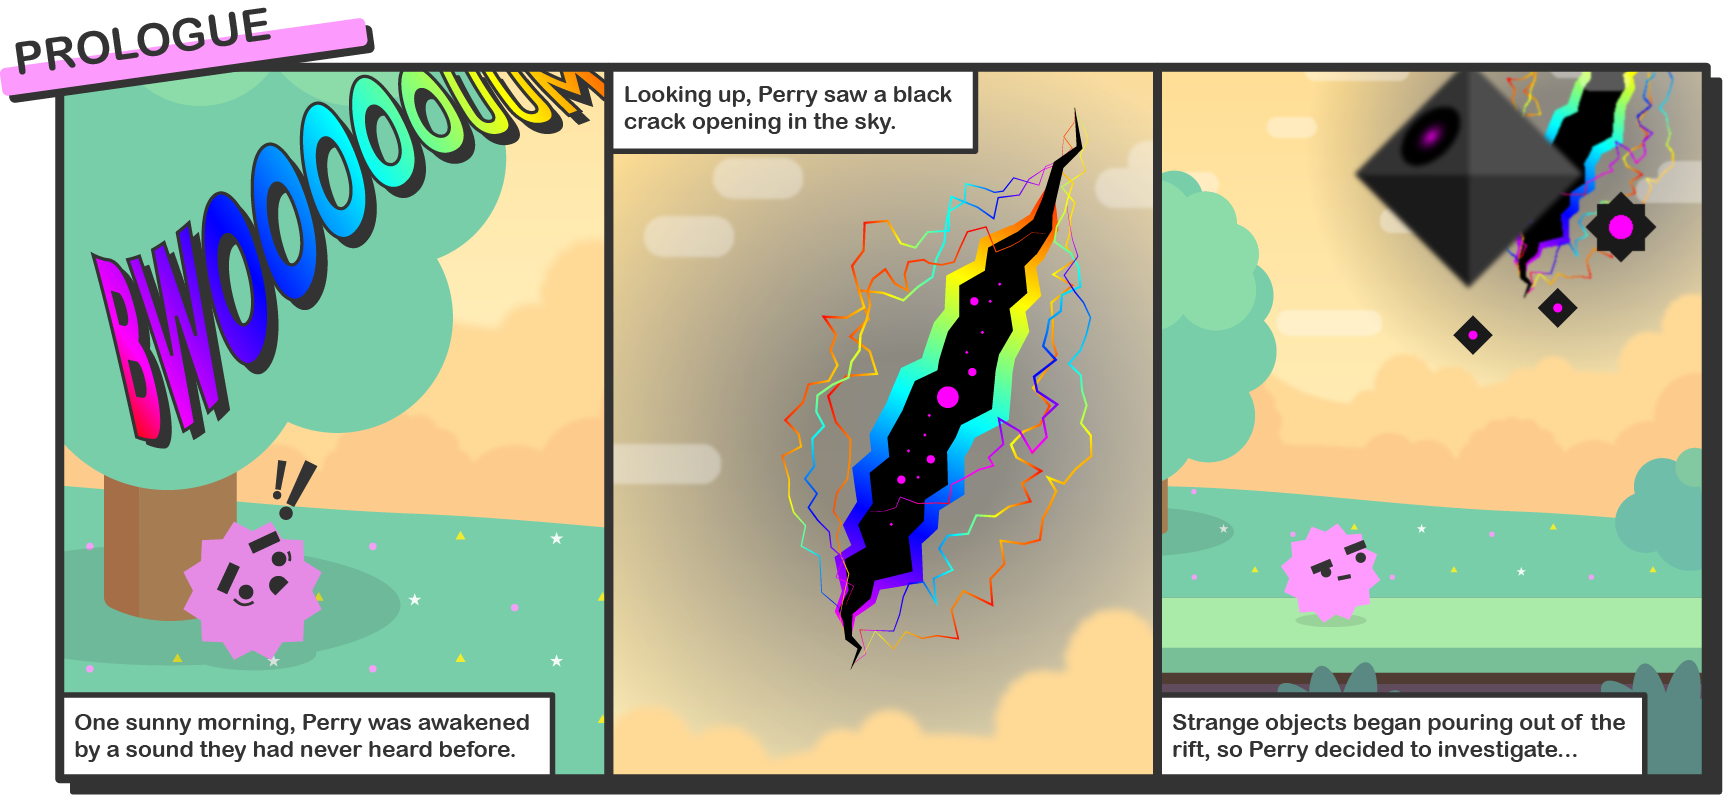 PROLOGUE
BWOOOOOUUM
!!
Looking up, Perry saw a black
crack opening in the sky.
One sunny morning, Perry was awakened
by a sound they had never heard before.
Strange objects began pouring out of the
rift, so Perry decided to investigate...